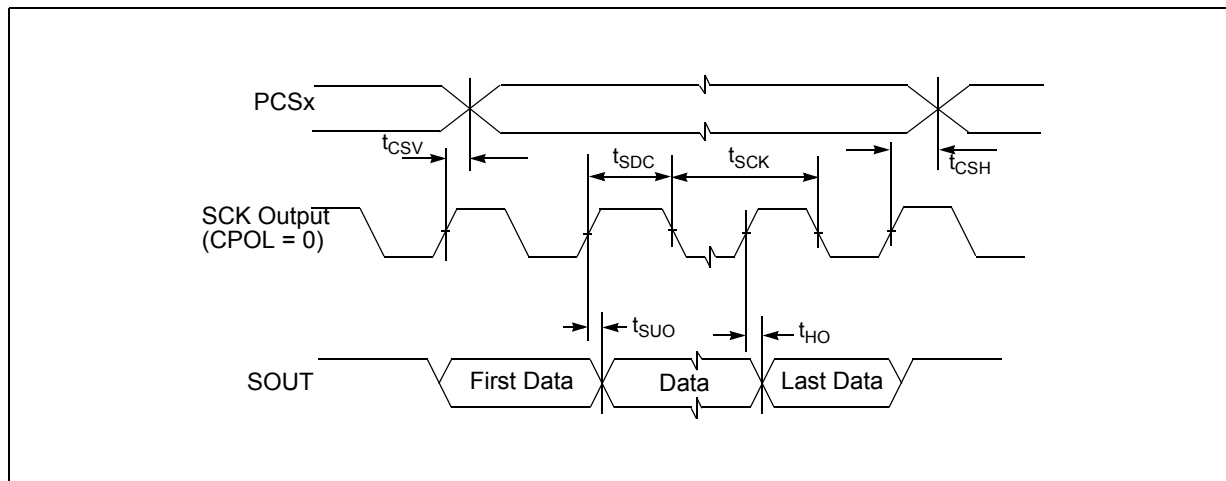 PCSx
tCSV
tSDC
tSCK
tCSH
SCK Output
(CPOL = 0)
tSUO
tHO
SOUT
First Data
Data
Last Data